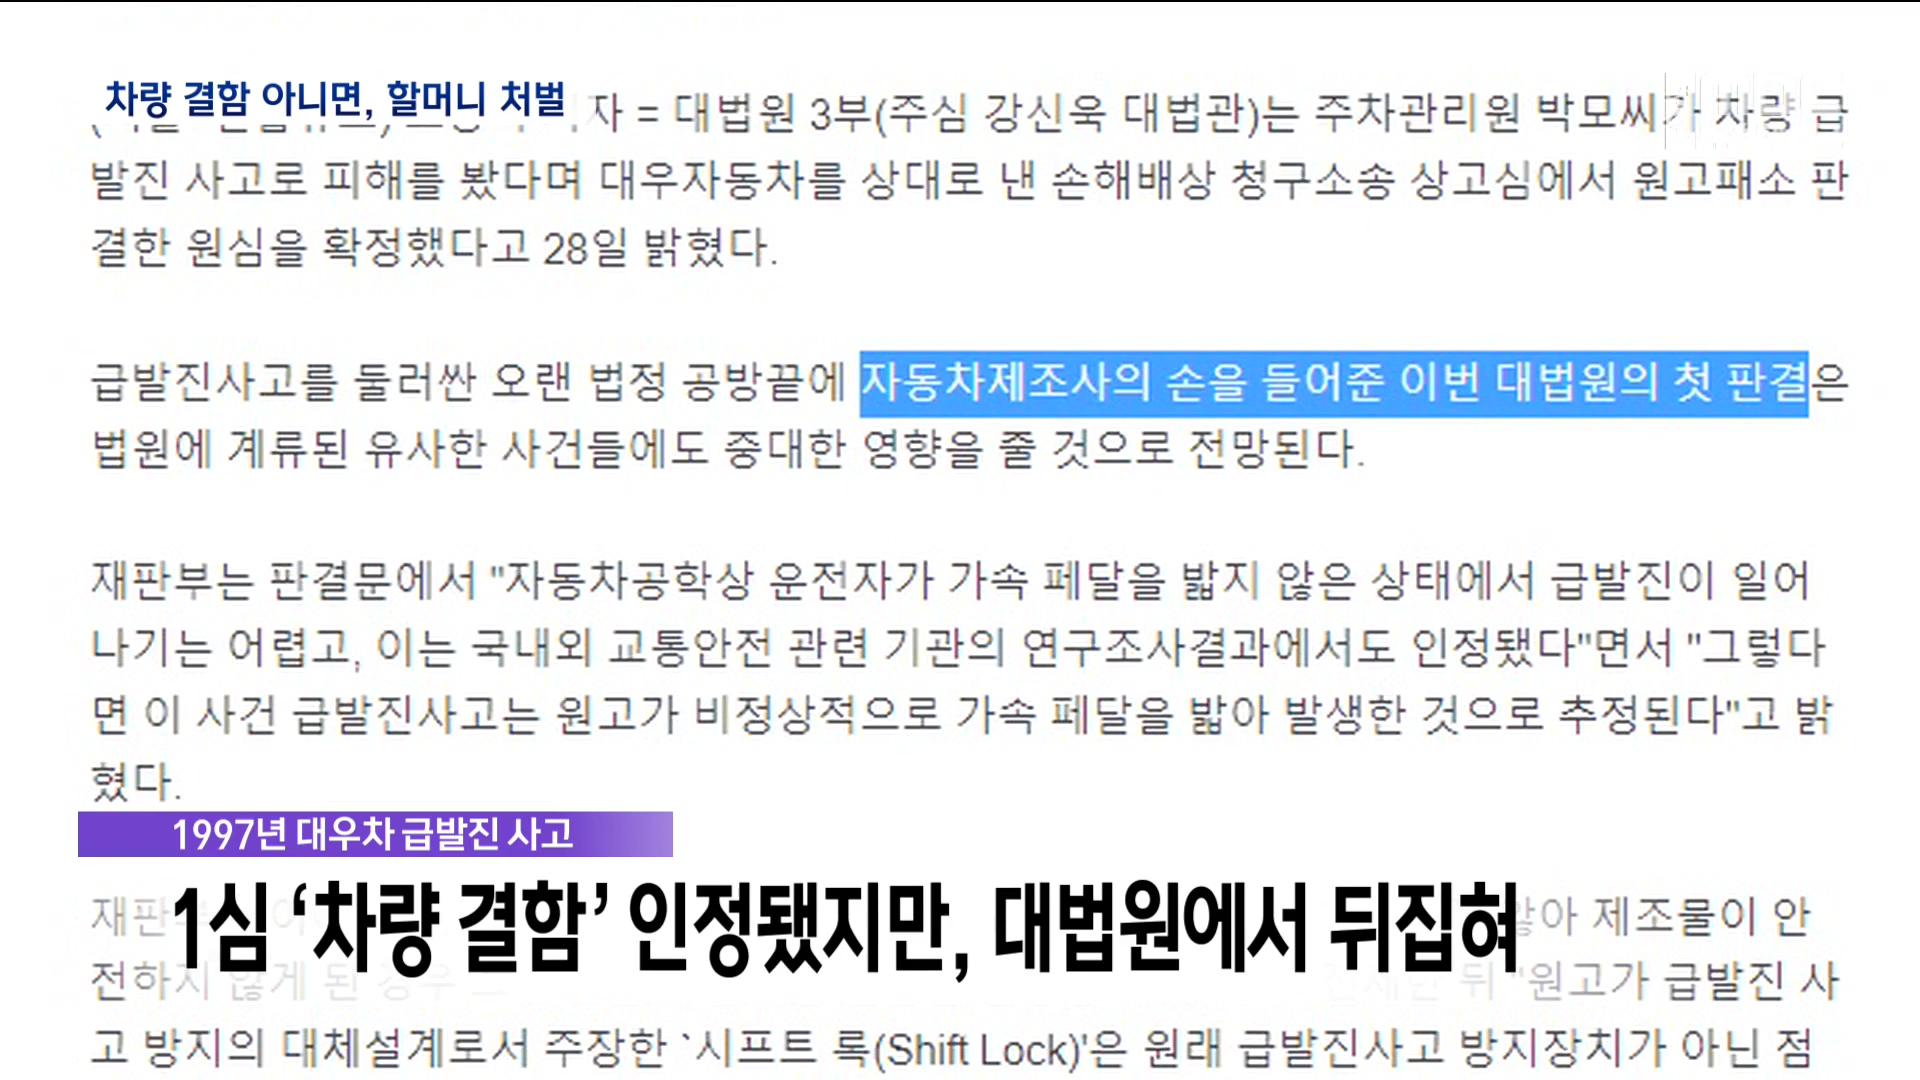 차량 결함 아니면, 할머니 처벌
자 = 대법원 3부(주심 강신욱 대법관)는 주차관리원 박모씨가 차량 급
발진 사고로 피해를 봤다며 대우자동차를 상대로 낸 손해배상 청구소송 상고심에서 원고패소 판
결한 원심을 확정했다고 28일 밝혔다.
급발진사고를 둘러싼 오랜 법정 공방끝에 자동차제조사의 손을 들어준 이번 대법원의 첫 판결은
법원에 계류된 유사한 사건들에도 중대한 영향을 줄 것으로 전망된다.
재판부는 판결문에서 "자동차공학상 운전자가 가속 페달을 밟지 않은 상태에서 급발진이 일어
나기는 어렵고, 이는 국내외 교통안전 관련 기관의 연구조사결과에서도 인정됐다"면서 "그렇다
면 이 사건 급발진사고는 원고가 비정상적으로 가속 페달을 밟아 발생한 것으로 추정된다"고 밝
혔다.
1997년 대우차 급발진 사고
1심 ‘차량 결함’ 인정됐지만, 대법원에서 뒤집혀
않아 제조물이 안
전하지 않게 된 경우 뒤 "원고가 급발진 사
고 방지의 대체설계로서 주장한 `시프트 록(Shift Lock)'은 원래 급발진사고 방지장치가 아닌 점